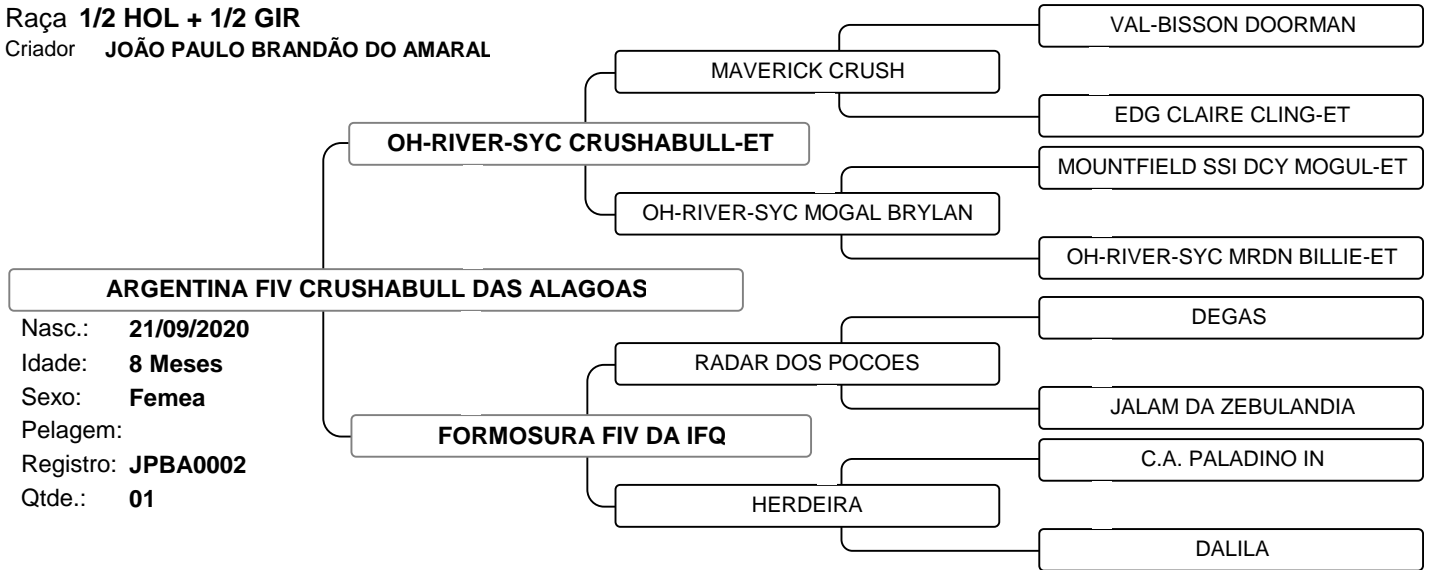 Raça 1/2 HOL + 1/2 GIR
Criador JOÃO PAULO BRANDÃO DO AMARAL
VAL-BISSON DOORMAN
MAVERICK CRUSH
EDG CLAIRE CLING-ET
OH-RIVER-SYC CRUSHABULL-ET
MOUNTFIELD SSI DCY MOGUL-ET
OH-RIVER-SYC MOGAL BRYLAN
OH-RIVER-SYC MRDN BILLIE-ET
ARGENTINA FIV CRUSHABULL DAS ALAGOAS
Nasc.: 21/09/2020
Idade: 8 Meses
Sexo: Femea
Pelagem:
Registro: JPBA0002
Qtde.: 01
DEGAS
RADAR DOS POCOES
JALAM DA ZEBULANDIA
FORMOSURA FIV DA IFQ
C.A. PALADINO IN
HERDEIRA
DALILA